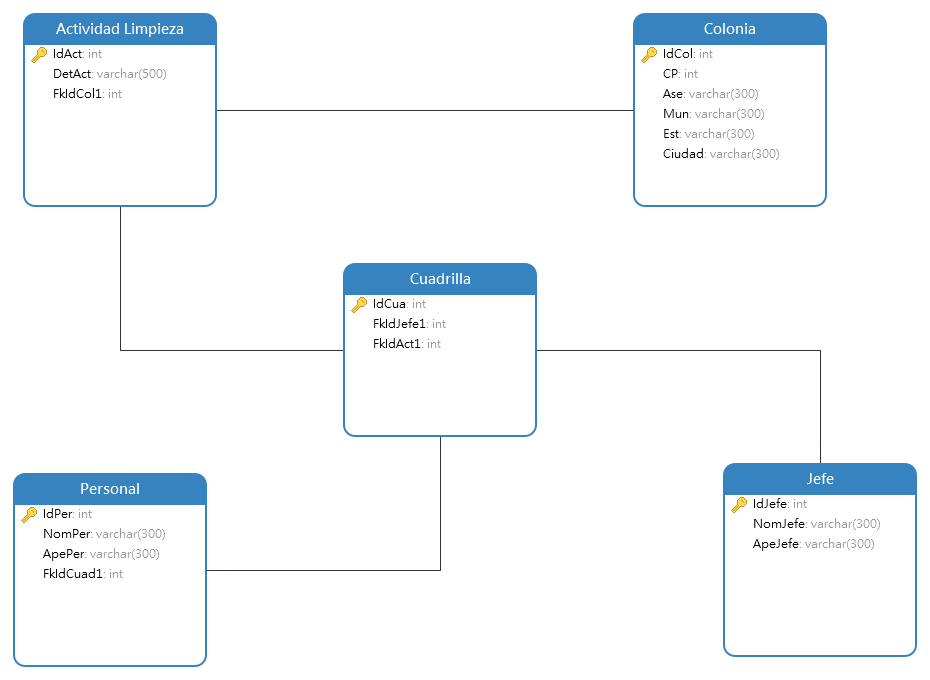 Actividad Limpieza
IdAct: int
DetAct: varchar(500)
FkIdCol1: int
Colonia
IdCol: int
CP: int
Ase: varchar(300)
Mun: varchar(300)
Est: varchar(300)
Ciudad: varchar(300)
Cuadrilla
IdCua: int
FkIdJefe1: int
FkIdAct1: int
Personal
IdPer: int
NomPer: varchar(300)
ApePer: varchar(300)
FkIdCuad1: int
Jefe
IdJefe: int
NomJefe: varchar(300)
ApeJefe: varchar(300)